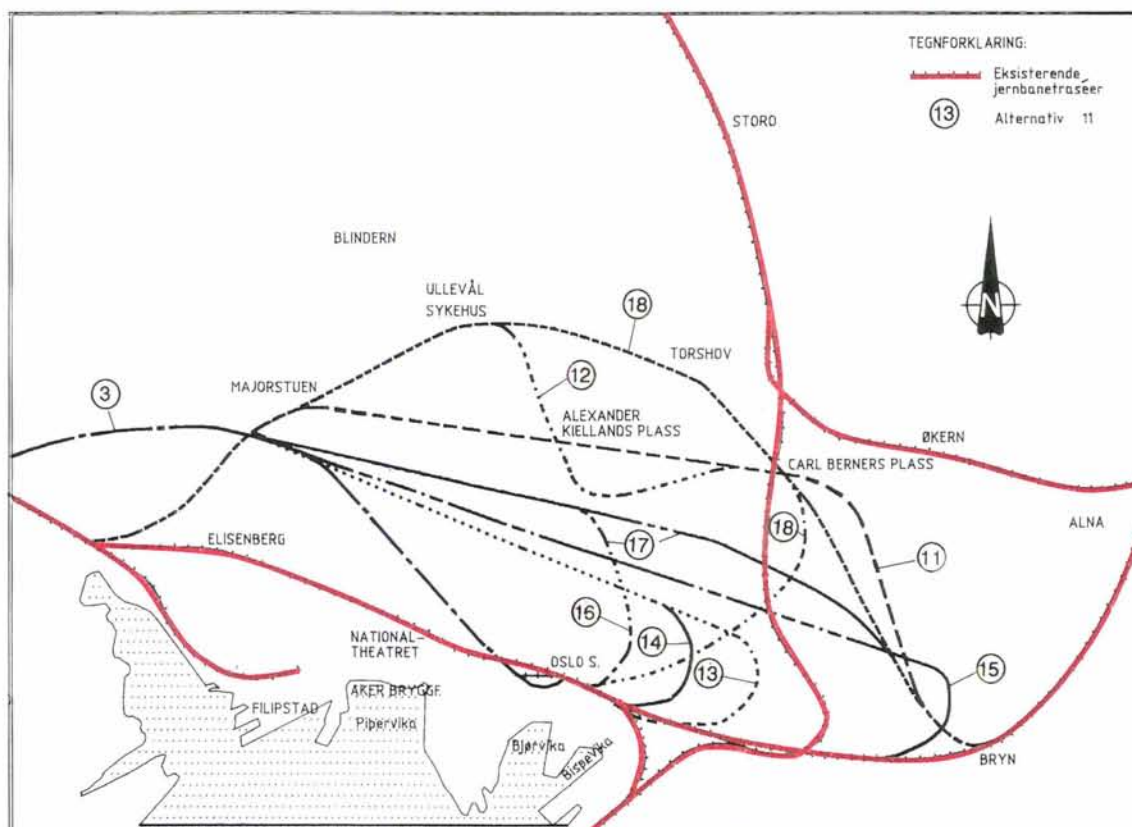 TEGNFORKLARING:
Eksisterende
jernbanetraséer
13
Alternativ 11
STORO
BLINDERN
ULLEVÅL
SYKEHUS
18
N
TORSHOV
MAJORSTUEN
12
3
ALEXANDER
KIELLANDS PLASS
ØKERN
CARL BERNERS PLASS
ALNA
18
17
11
ELISENBERG
16
14
NATIONAL-
THEATRET
OSLO S.
13
15
AKER BRYGGE
FILIPSTAD
Pipervika
Bjørvika
Bispevika
BRYN